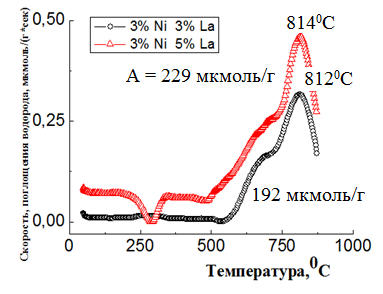 3% Ni 3% La
3% Ni 5% La
814⁰C
A = 229 мкмоль/г
812⁰C
192 мкмоль/г
Скорость, поглощения водорода, мкмоль/(г*сек)
0,50
0,25
0,00
0 250 500 750 1000
Температура,⁰C